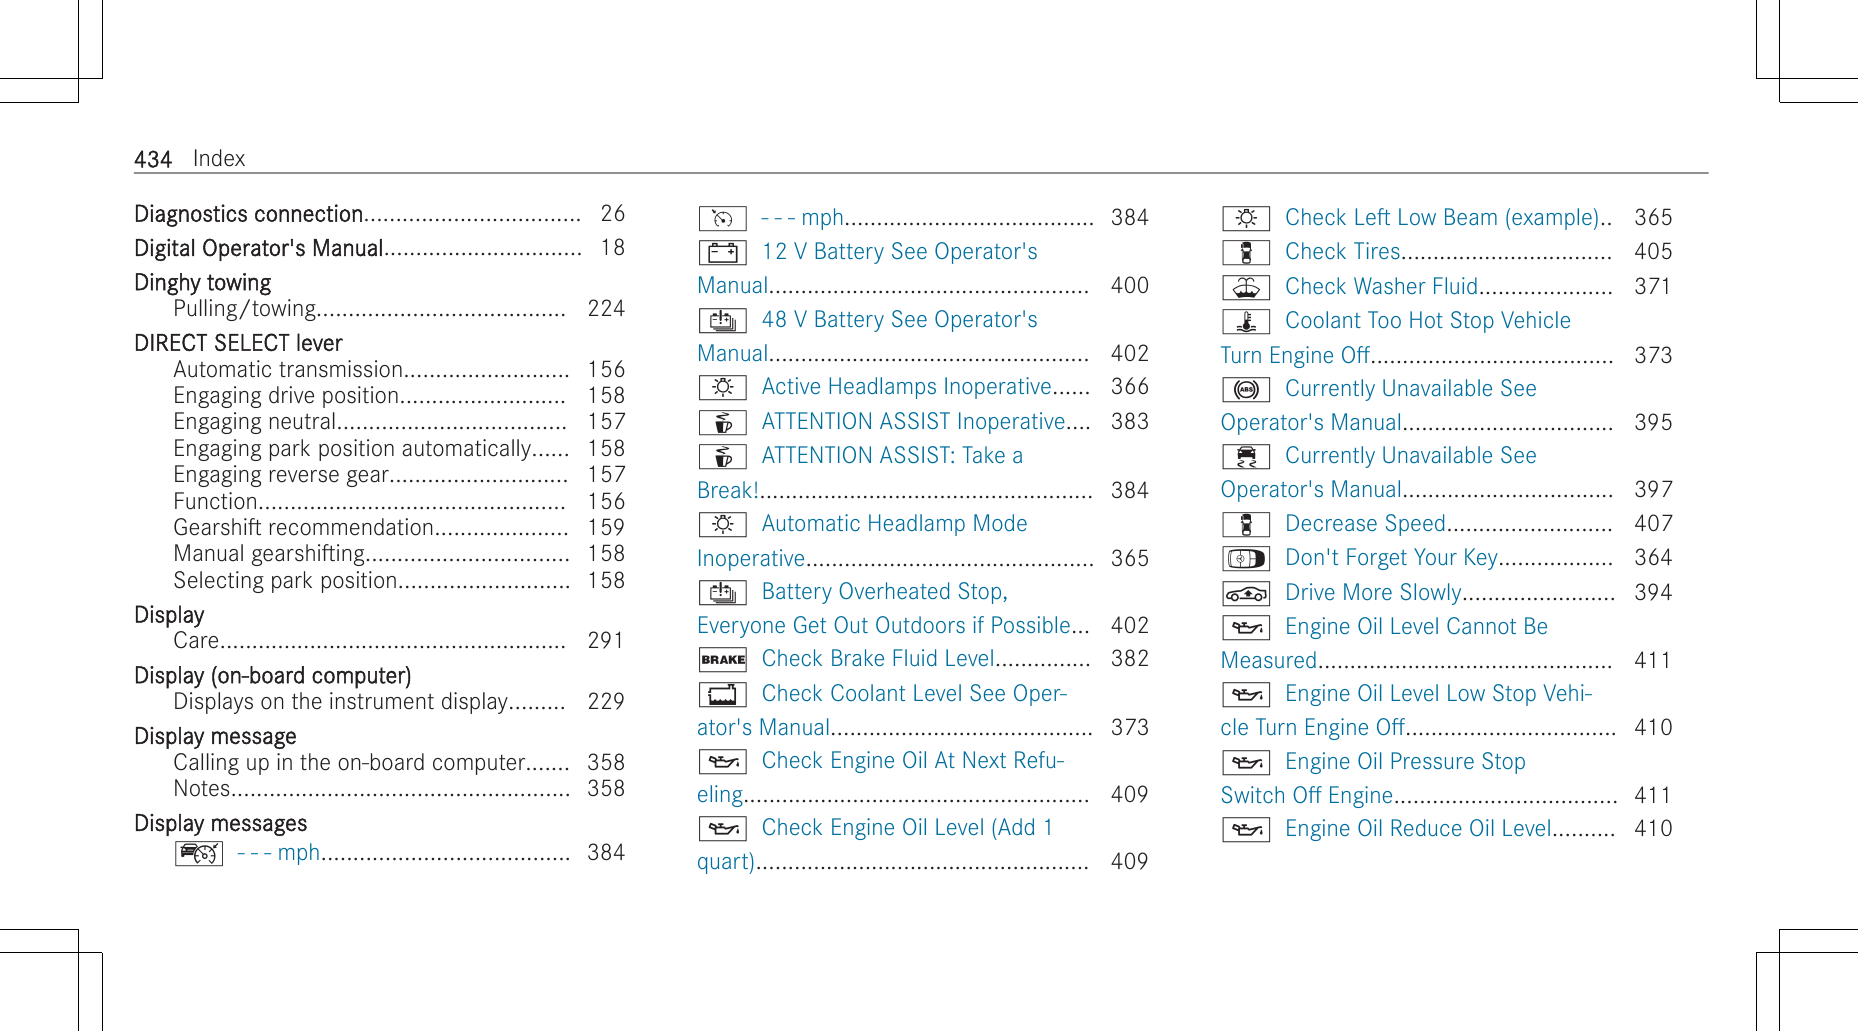 434 Index
Diagnostics connection.................................. 26
Digital Operator's Manual............................... 18
Dinghy towing
Pulling/towing....................................... 224
DIRECT SELECT lever
Automatic transmission.......................... 156
Engaging drive position.......................... 158
Engaging neutral.................................... 157
Engaging park position automatically...... 158
Engaging reverse gear............................ 157
Function................................................ 156
Gearshift recommendation..................... 159
Manual gearshifting................................ 158
Selecting park position........................... 158
Display
Care...................................................... 291
Display (on-board computer)
Displays on the instrument display......... 229
Display message
Calling up in the on-board computer....... 358
Notes..................................................... 358
Display messages
- - - mph....................................... 384
- - - mph....................................... 384
12 V Battery See Operator's
Manual.................................................. 400
48 V Battery See Operator's
Manual.................................................. 402
Active Headlamps Inoperative...... 366
ATTENTION ASSIST Inoperative.... 383
ATTENTION ASSIST: Take a
Break!.................................................... 384
Automatic Headlamp Mode
Inoperative............................................. 365
Battery Overheated Stop,
Everyone Get Out Outdoors if Possible... 402
BRAKE Check Brake Fluid Level............... 382
Check Coolant Level See Oper-
ator's Manual......................................... 373
Check Engine Oil At Next Refu-
eling...................................................... 409
Check Engine Oil Level (Add 1
quart).................................................... 409
Check Left Low Beam (example).. 365
Check Tires................................. 405
Check Washer Fluid..................... 371
Coolant Too Hot Stop Vehicle
Turn Engine Off...................................... 373
ABS Currently Unavailable See
Operator's Manual................................. 395
Currently Unavailable See
Operator's Manual................................. 397
Decrease Speed.......................... 407
Don't Forget Your Key.................. 364
Drive More Slowly........................ 394
Engine Oil Level Cannot Be
Measured.............................................. 411
Engine Oil Level Low Stop Vehi-
cle Turn Engine Off................................. 410
Engine Oil Pressure Stop
Switch Off Engine................................... 411
Engine Oil Reduce Oil Level.......... 410